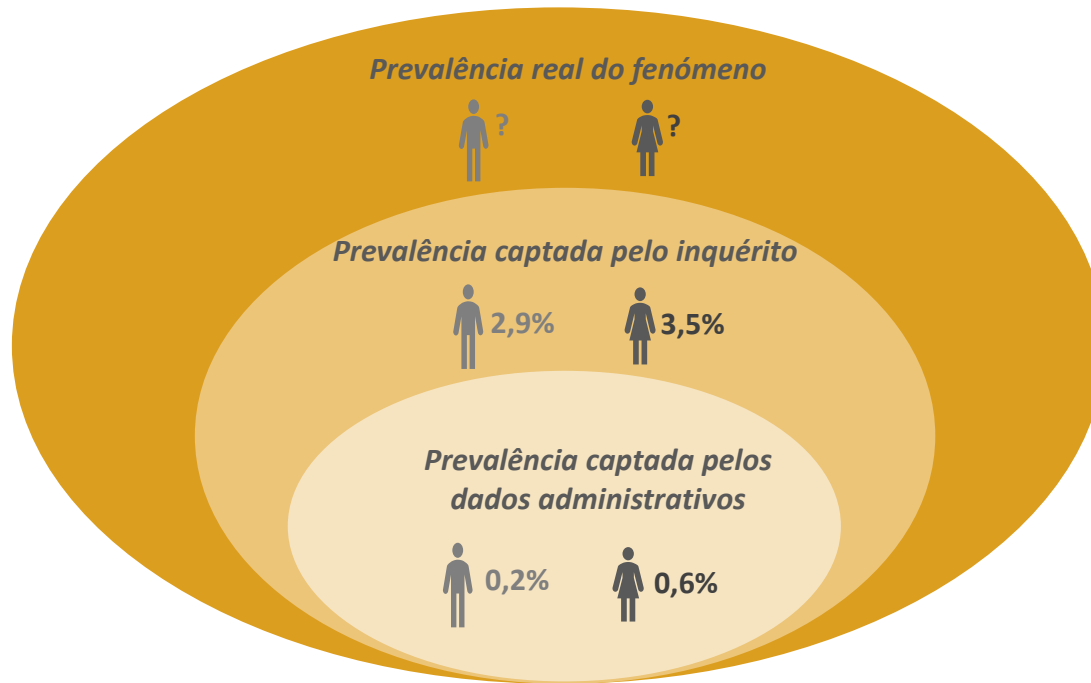 Prevalência real do fenómeno
? ?
Prevalência captada pelo inquérito
2,9% 3,5%
Prevalência captada pelos
dados administrativos
0,2% 0,6%